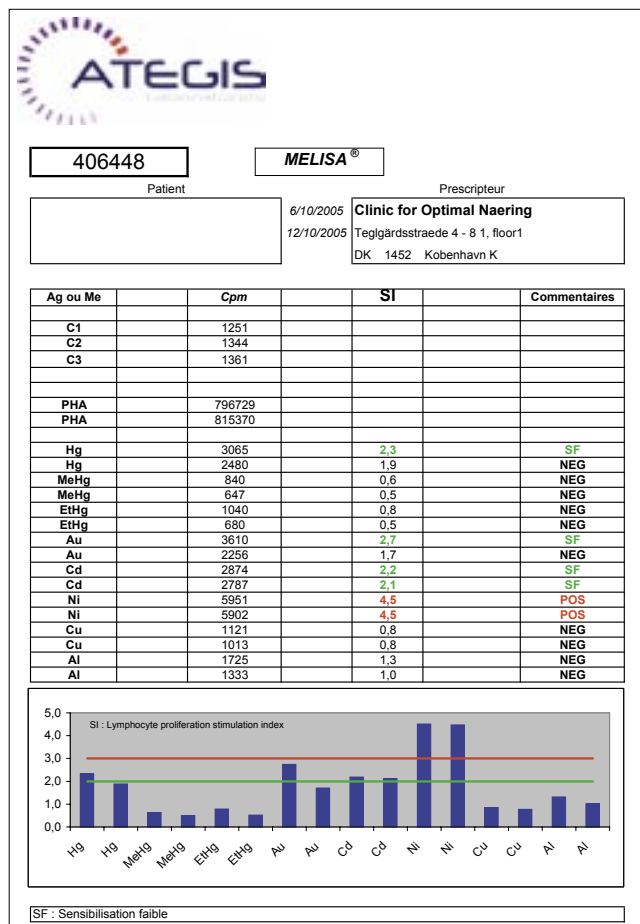 ATEGIS
406448 MELISA ®
Patient Prescripteur
6/10/2005 Clinic for Optimal Naering
12/10/2005 Teglgärdsstraede 4 - 8 1, floor1
DK 1452 Kobenhavn K
Ag ou Me Cpm SI Commentaires
C1 1251
C2 1344
C3 1361
PHA 796729
PHA 815370
Hg 3065 2,3 SF
Hg 2480 1,9 NEG
MeHg 840 0,6 NEG
MeHg 647 0,5 NEG
EtHg 1040 0,8 NEG
EtHg 680 0,5 NEG
Au 3610 2,7 SF
Au 2256 1,7 NEG
Cd 2874 2,2 SF
Cd 2787 2,1 SF
Ni 5951 4,5 POS
Ni 5902 4,5 POS
Cu 1121 0,8 NEG
Cu 1013 0,8 NEG
Al 1725 1,3 NEG
Al 1333 1,0 NEG
SI : Lymphocyte proliferation stimulation index
5,0
4,0
3,0
2,0
1,0
0,0
Hg Hg MeHg MeHg EtHg EtHg Au Au Cd Cd Ni Ni Cu Cu Al Al
SF : Sensibilisation faible